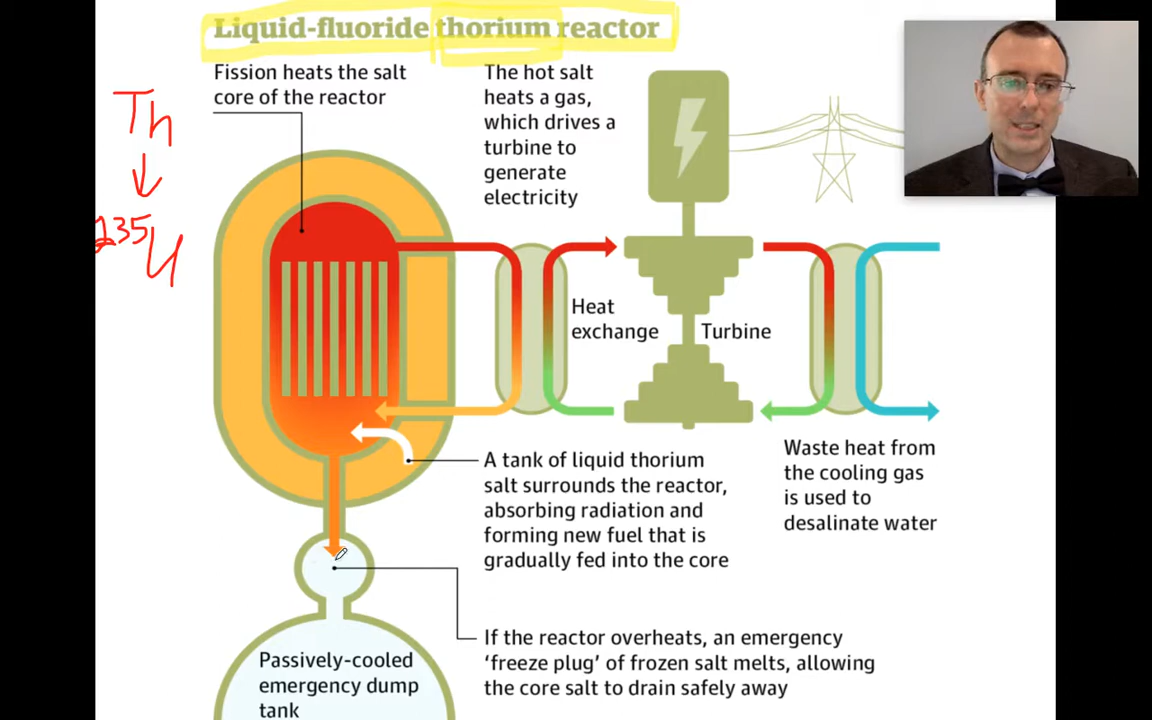 Liquid-fluoride thorium reactor
Fission heats the salt
core of the reactor
The hot salt
heats a gas,
which drives a
turbine to
generate
electricity
Th
235U
Heat
exchange
Turbine
A tank of liquid thorium
salt surrounds the reactor,
absorbing radiation and
forming new fuel that is
gradually fed into the core
Waste heat from
the cooling gas
is used to
desalinate water
If the reactor overheats, an emergency
‘freeze plug’ of frozen salt melts, allowing
the core salt to drain safely away
Passively-cooled
emergency dump
tank